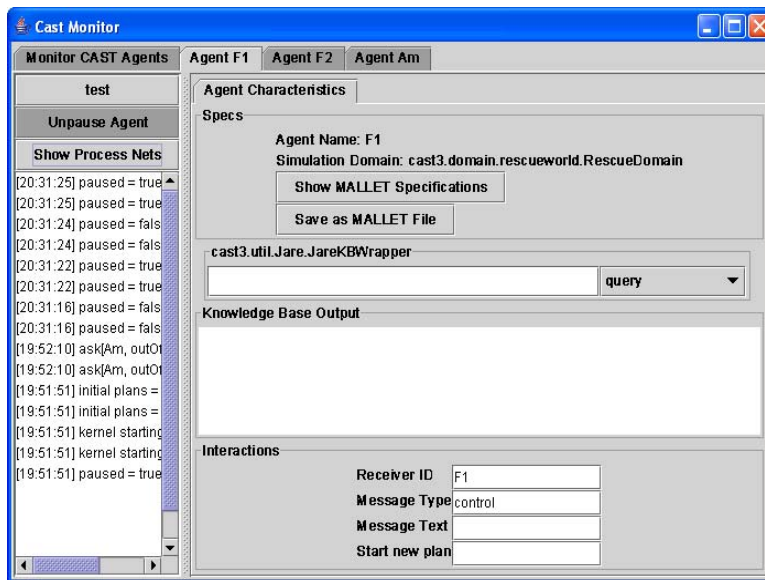 Cast Monitor
Monitor CAST Agents
Agent F1
Agent F2
Agent Am
test
Unpause Agent
Show Process Nets
[20:31:25] paused = true
[20:31:25] paused = true
[20:31:24] paused = fals
[20:31:24] paused = fals
[20:31:22] paused = true
[20:31:22] paused = true
[20:31:16] paused = fals
[20:31:16] paused = fals
[19:52:10] ask[Am, outOt
[19:52:10] ask[Am, outOt
[19:51:51] initial plans =
[19:51:51] initial plans =
[19:51:51] kernel starting
[19:51:51] kernel starting
[19:51:51] paused = true
Agent Characteristics
Specs
Agent Name: F1
Simulation Domain: cast3.domain.rescueworld.RescueDomain
Show MALLET Specifications
Save as MALLET File
cast3.util.Jare.JareKBWrapper
query
Knowledge Base Output
Interactions
Receiver ID F1
Message Type control
Message Text
Start new plan